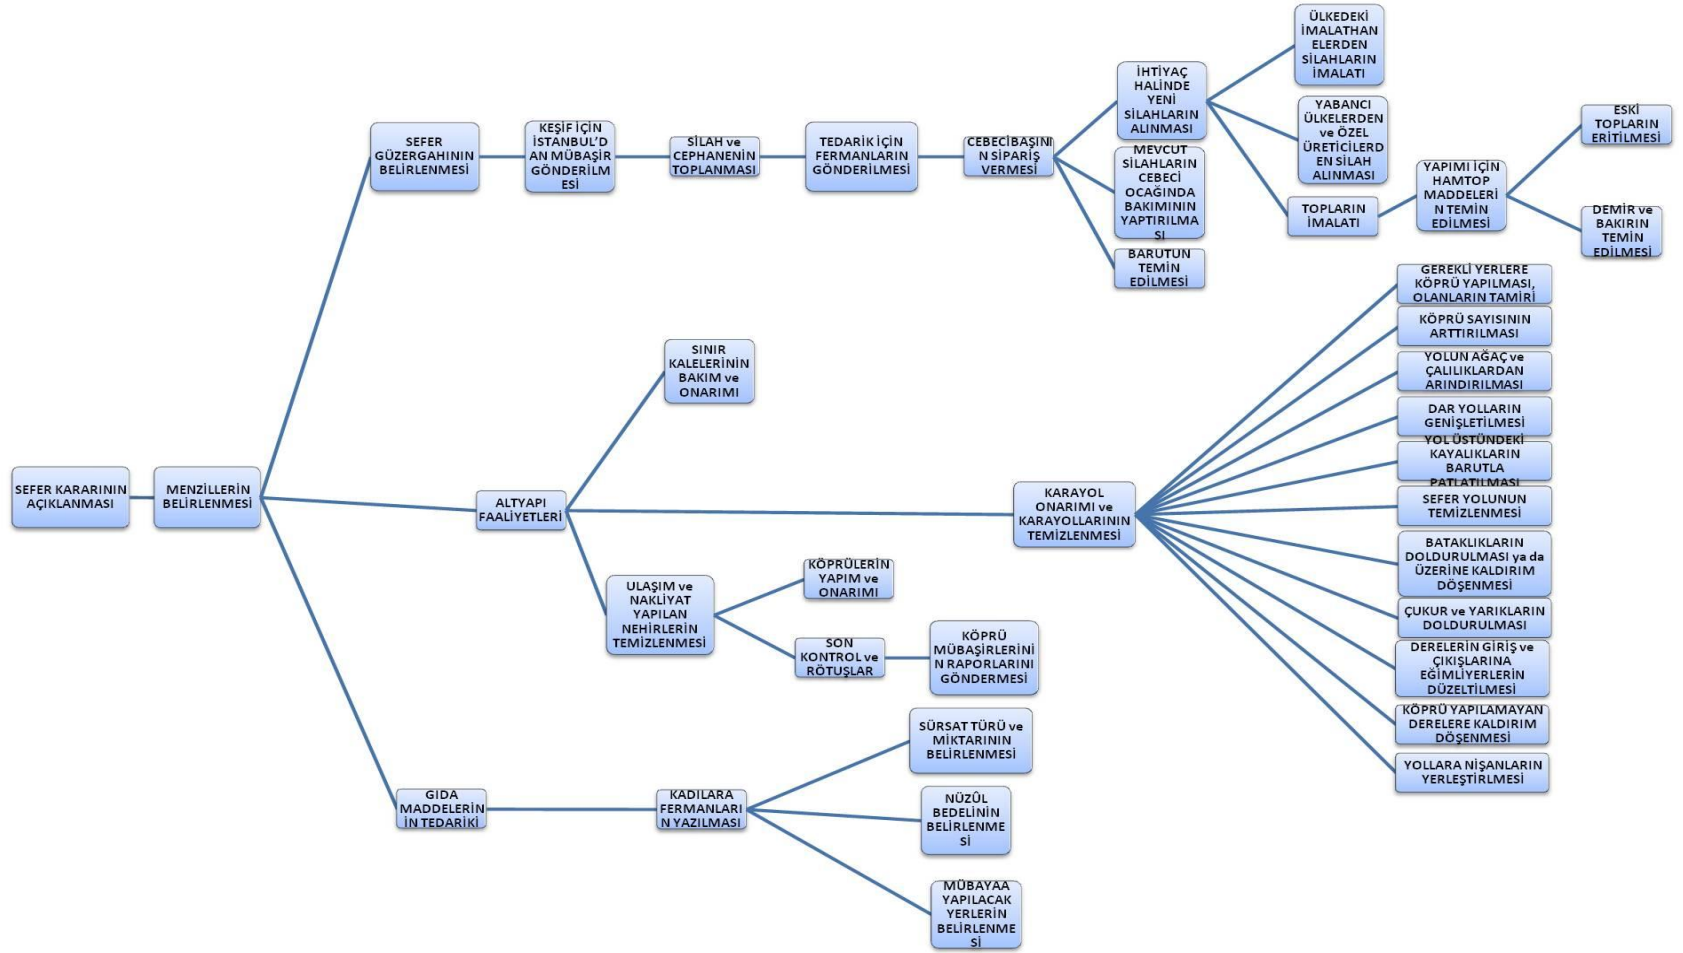 SEFER KARARININ
AÇIKLANMASI
MENZİLLERİN
BELİRLENMESİ
SEFER
GÜZERGAHININ
BELİRLENMESİ
KEŞİF İÇİN
İSTANBUL'D
AN MÜBAŞİR
GÖNDERİLM
ESİ
SİLAH ve
CEPHANENİN
TOPLANMASI
TEDARİK İÇİN
FERMANLARIN
GÖNDERİLMESİ
CEBECİBAŞINI
N SİPARİŞ
VERMESİ
İHTİYAÇ
HALİNDE
YENİ
SİLAHLARIN
ALINMASI
ÜLKEDEKİ
İMALATHAN
ELERDEN
SİLAHLARIN
İMALATI
YABANCI
ÜLKELERDEN
ve ÖZEL
ÜRETİCİLERD
EN SİLAH
ALINMASI
TOPLARIN
İMALATI
YAPIMI İÇİN
HAMTOP
MADDELERİ
N TEMİN
EDİLMESİ
ESKİ
TOPLARIN
ERİTİLMESİ
DEMİR ve
BAKIRIN
TEMİN
EDİLMESİ
MEVCUT
SİLAHLARIN
CEBECİ
OCAĞINDA
BAKIMININ
YAPTIRILMA
SI
BARUTUN
TEMİN
EDİLMESİ
ALTYAPI
FAALİYETLERİ
SINIR
KALELERİNİN
BAKIM ve
ONARIMI
KARAYOL
ONARIMI ve
KARAYOLLARININ
TEMİZLENMESİ
GEREKLİ YERLERE
KÖPRÜ YAPILMASI,
OLANLARIN TAMİRİ
KÖPRÜ SAYISININ
ARTTIRILMASI
YOLUN AĞAÇ ve
ÇALILIKLARDAN
ARINDIRILMASI
DAR YOLLARIN
GENİŞLETİLMESİ
YOL ÜSTÜNDEKİ
KAYALIKLARIN
BARUTLA
PATLATILMASI
SEFER YOLUNUN
TEMİZLENMESİ
BATAKLIKLARIN
DOLDURULMASI ya da
ÜZERİNE KALDIRIM
DÖŞENMESİ
ÇUKUR ve YARIKLARIN
DOLDURULMASI
DERELERİN GİRİŞ ve
ÇIKIŞLARINA
EĞİMLİYERLERİN
DÜZELTİLMESİ
KÖPRÜ YAPILAMAYAN
DERELERE KALDIRIM
DÖŞENMESİ
YOLLARA NİŞANLARIN
YERLEŞTİRLMESİ
ULAŞIM ve
NAKLİYAT
YAPILAN
NEHİRLERİN
TEMİZLENMESİ
KÖPRÜLERİN
YAPIM ve
ONARIMI
SON
KONTROL ve
RÖTUŞLAR
KÖPRÜ
MÜBAŞİRLERİNİ
N RAPORLARINI
GÖNDERMESİ
GIDA
MADDELERİN
İN TEDARİKİ
KADILARA
FERMANLARI
N YAZILMASI
SÜRSAT TÜRÜ ve
MİKTARININ
BELİRLENMESİ
NÜZÛL
BEDELİNİN
BELİRLENME
Sİ
MÜBAYAA
YAPILACAK
YERLERİN
BELİRLENME
Sİ